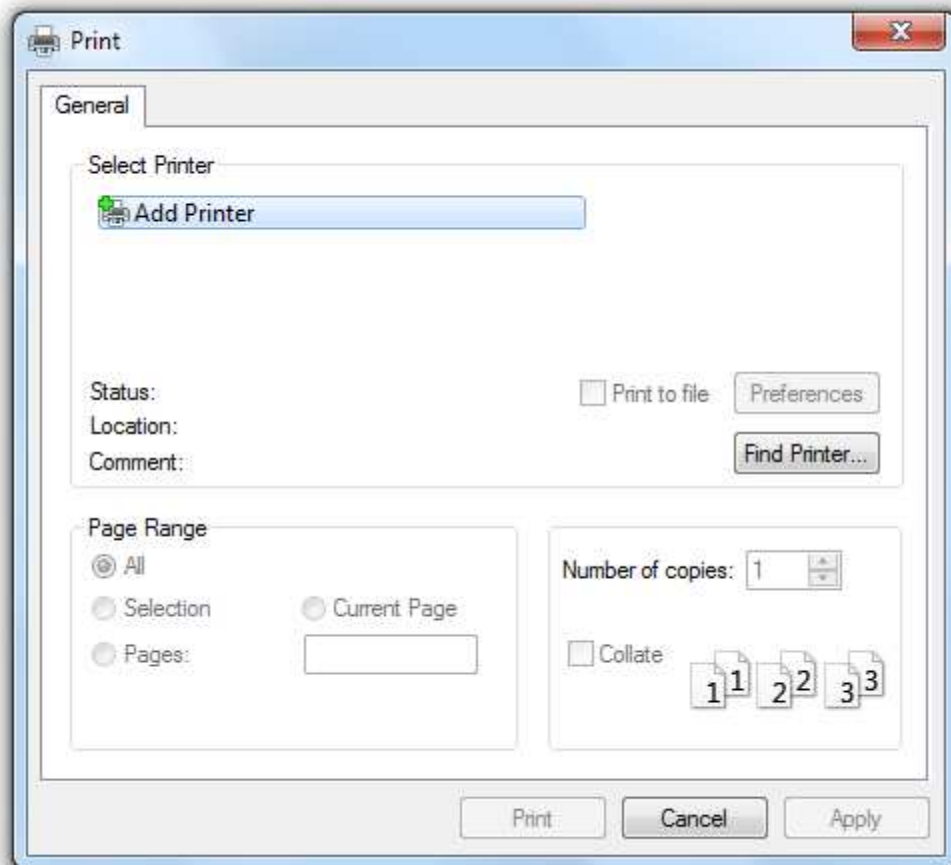 Print
General
Select Printer
Add Printer
Status:
Print to file
Preferences
Location:
Comment:
Find Printer...
Page Range
All
Number of copies: 1
Selection
Current Page
Pages:
Collate
1 1 2 2 3 3
Print
Cancel
Apply